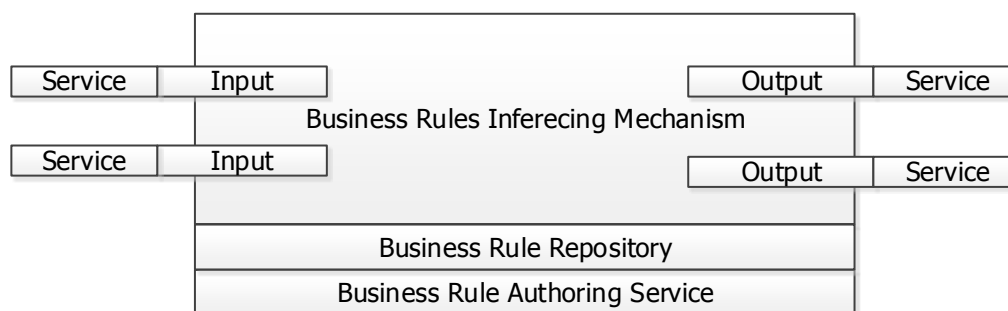 Service Input
Output Service
Business Rules Inferecing Mechanism
Service Input
Output Service
Business Rule Repository
Business Rule Authoring Service